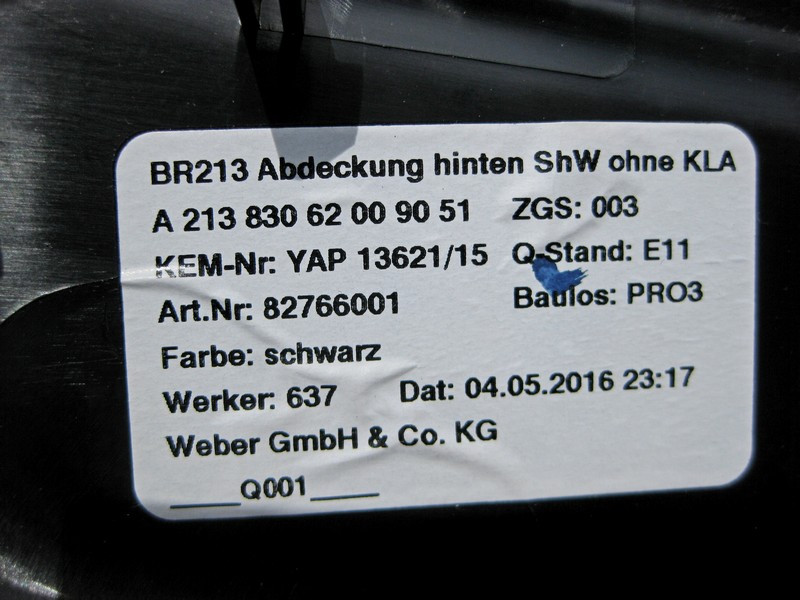 BR213 Abdeckung hinten ShW ohne KLA
A 213 830 62 00 90 51 ZGS: 003
KEM-Nr: YAP 13621/15 Q-Stand: E11
Art.Nr: 82766001 Baulos: PRO3
Farbe: schwarz
Werker: 637 Dat: 04.05.2016 23:17
Weber GmbH & Co. KG
____Q001____